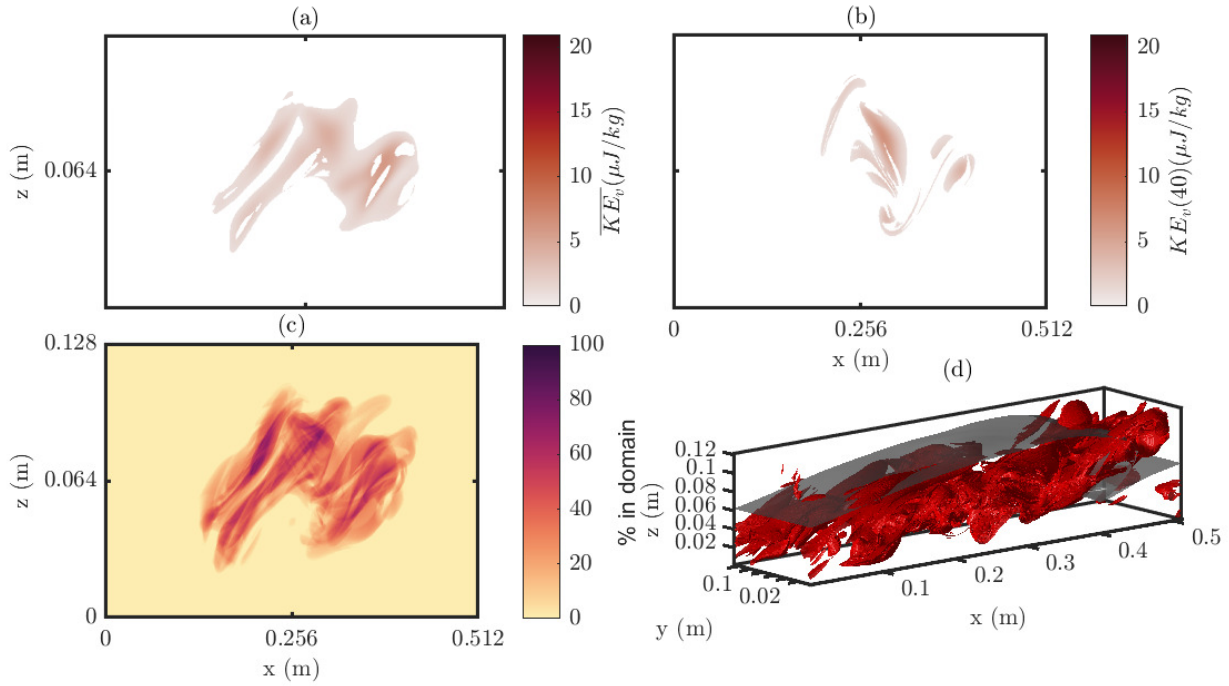 (a)
z (m)
0.064
20
15
10
5
0
$\overline{KE}_v(\mu J/kg)$
(b)
0
0.256
0.512
x (m)
20
15
10
5
0
$KE_v(40)(\mu J/kg)$
(c)
0.128
0.064
0
z (m)
0
0.256
0.512
x (m)
100
80
60
40
20
0
% in domain
(d)
0.12
0.1
0.08
0.06
0.04
0.02
z (m)
0.1
0.02
y (m)
0.1
0.2
0.3
0.4
0.5
x (m)